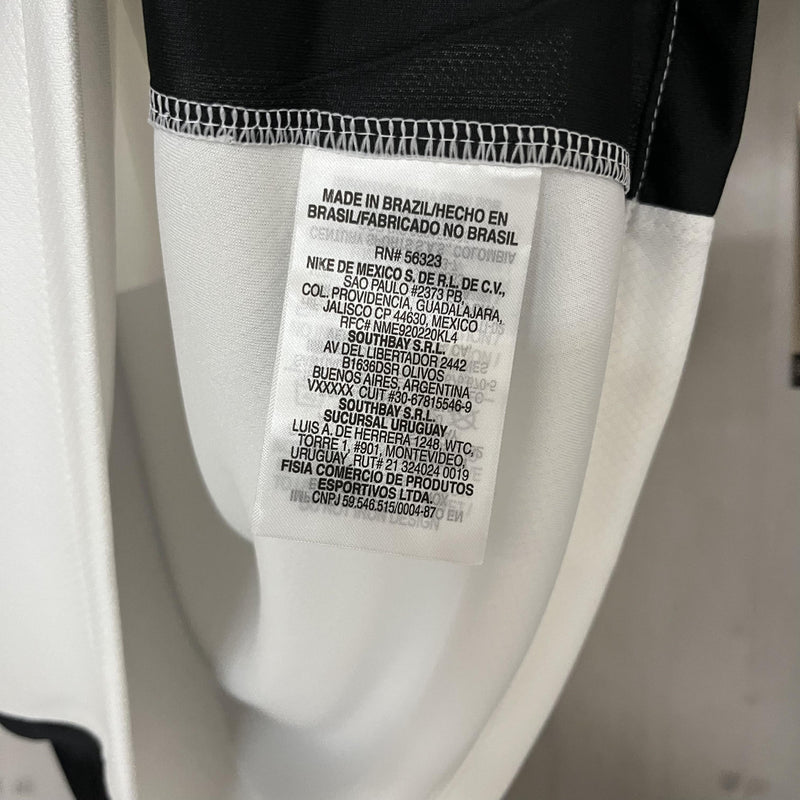 MADE IN BRAZIL/HECHO EN
BRASIL/FABRICADO NO BRASIL
RN# 56323
NIKE DE MEXICO S. DE R.L. DE C.V.,
SAO PAULO #2373 PB,
COL. PROVIDENCIA, GUADALAJARA,
JALISCO CP 44630, MEXICO
RFC# NME920220KL4
SOUTHBAY S.R.L.
AV DEL LIBERTADOR 2442
B1636DSR OLIVOS
BUENOS AIRES, ARGENTINA
VXXXXX CUIT #30-67815546-9
SOUTHBAY S.R.L.
SUCURSAL URUGUAY
LUIS A. DE HERRERA 1248, WTC,
TORRE 1, #901, MONTEVIDEO,
URUGUAY, RUT# 21 324024 0019
FISIA COMÉRCIO DE PRODUTOS
ESPORTIVOS LTDA.
CNPJ 59.546.515/0004-87